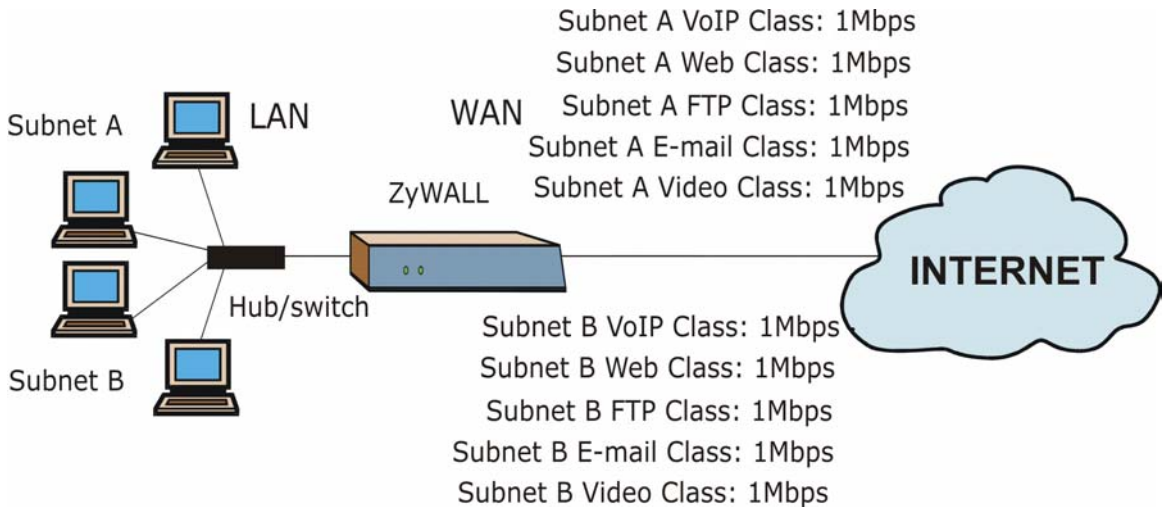 Subnet A VoIP Class: 1Mbps
Subnet A Web Class: 1Mbps
Subnet A FTP Class: 1Mbps
Subnet A E-mail Class: 1Mbps
Subnet A Video Class: 1Mbps
Subnet A
LAN
WAN
ZyWALL
INTERNET
Hub/switch
Subnet B
Subnet B VoIP Class: 1Mbps
Subnet B Web Class: 1Mbps
Subnet B FTP Class: 1Mbps
Subnet B E-mail Class: 1Mbps
Subnet B Video Class: 1Mbps